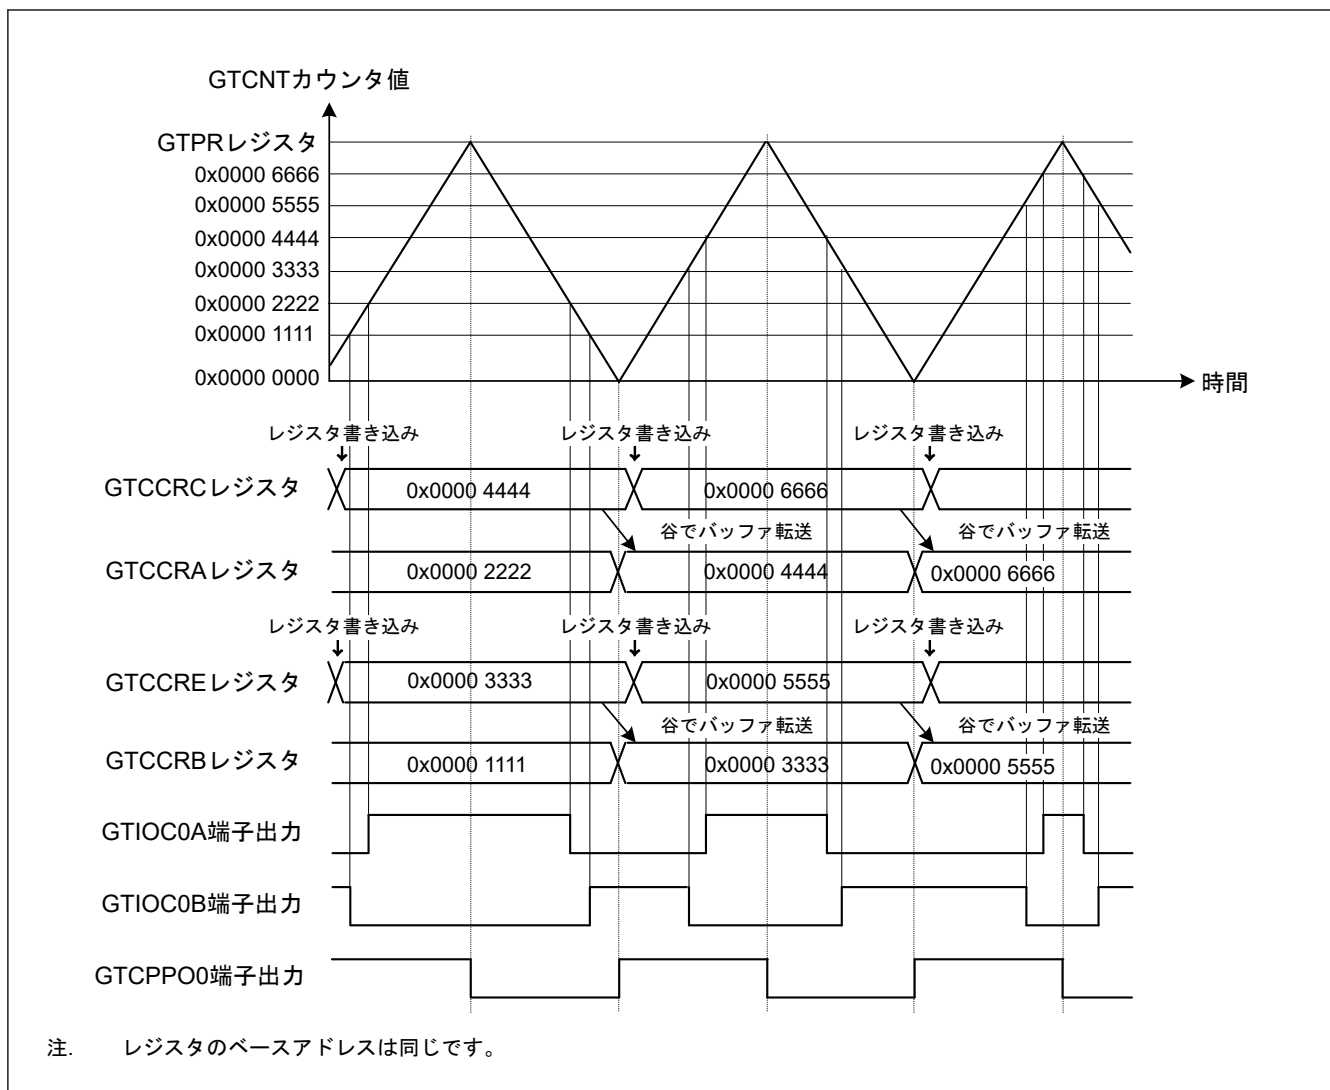 GTCNTカウンタ値
GTPRレジスタ
0x0000 6666
0x0000 5555
0x0000 4444
0x0000 3333
0x0000 2222
0x0000 1111
0x0000 0000
時間
レジスタ書き込み レジスタ書き込み レジスタ書き込み
GTCCRCレジスタ 0x0000 4444 0x0000 6666
谷でバッファ転送 谷でバッファ転送
GTCCRAレジスタ 0x0000 2222 0x0000 4444 0x0000 6666
レジスタ書き込み レジスタ書き込み レジスタ書き込み
GTCCREレジスタ 0x0000 3333 0x0000 5555
谷でバッファ転送 谷でバッファ転送
GTCCRBレジスタ 0x0000 1111 0x0000 3333 0x0000 5555
GTIOC0A端子出力
GTIOC0B端子出力
GTCPPO0端子出力
注. レジスタのベースアドレスは同じです。